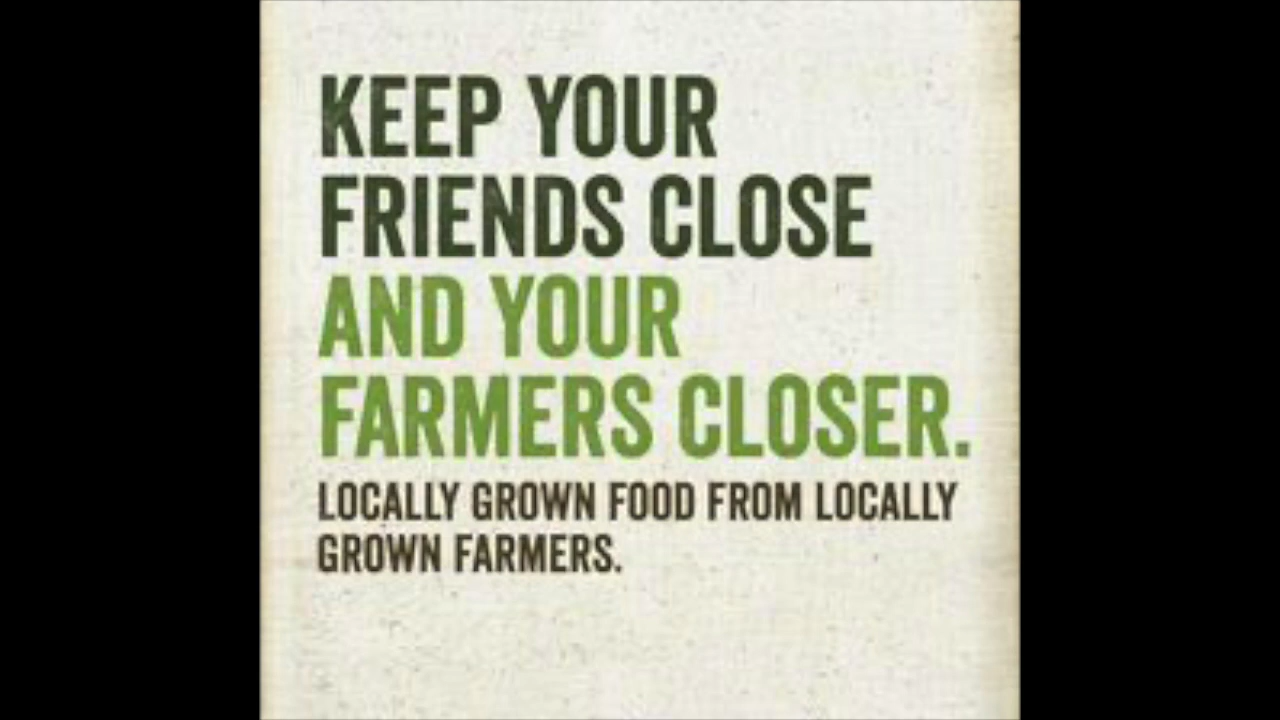 KEEP YOUR
FRIENDS CLOSE
AND YOUR
FARMERS CLOSER.
LOCALLY GROWN FOOD FROM LOCALLY
GROWN FARMERS.